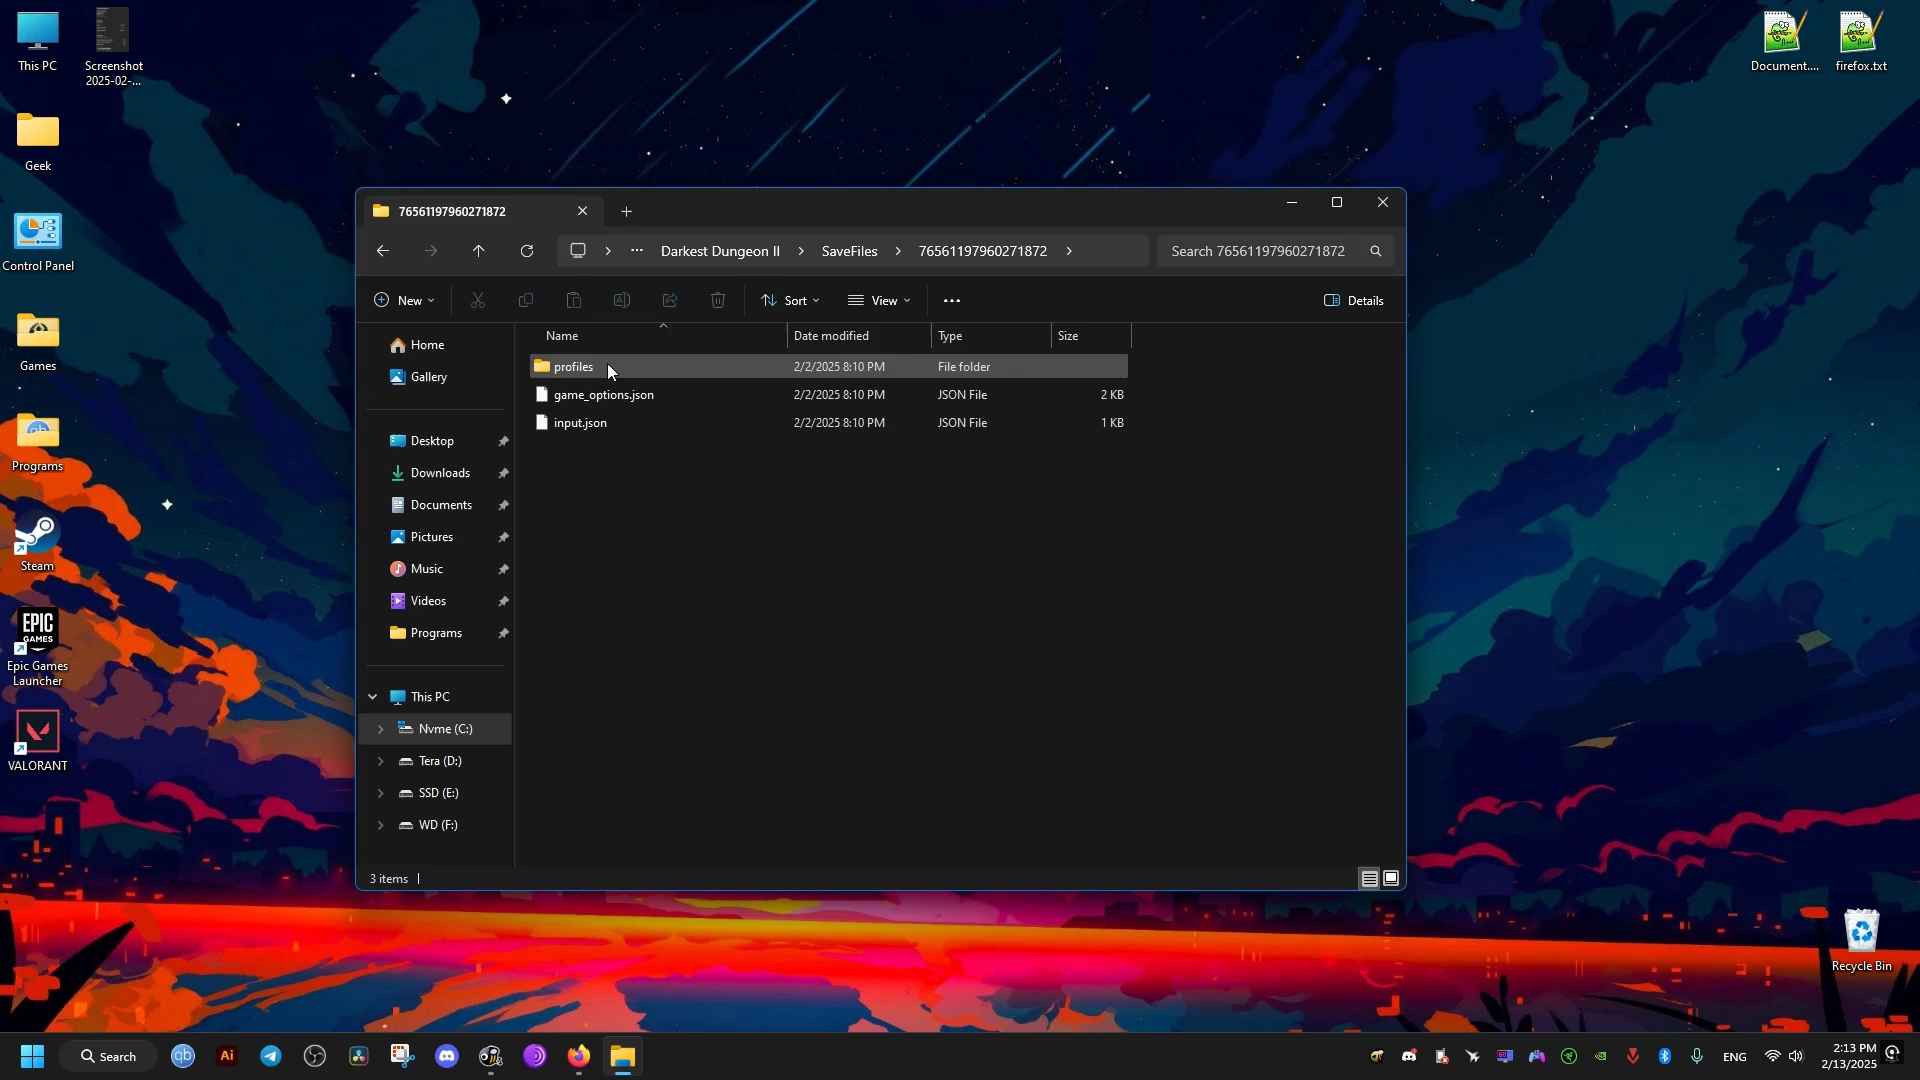 This PC
Screenshot
2025-02-...
Geek
Control Panel
Games
Programs
Steam
EPIC
GAMES
Epic Games
Launcher
VALORANT
Document....
firefox.txt
Recycle Bin
76561197960271872
Darkest Dungeon II
SaveFiles
76561197960271872
Search 76561197960271872
New
Sort
View
Details
Home
Gallery
Desktop
Downloads
Documents
Pictures
Music
Videos
Programs
This PC
Nvme (C:)
Tera (D:)
SSD (E:)
WD (F:)
Name Date modified Type Size
profiles 2/2/2025 8:10 PM File folder
game_options.json 2/2/2025 8:10 PM JSON File 2 KB
input.json 2/2/2025 8:10 PM JSON File 1 KB
3 items
Search
qb
Ai
ENG
2:13 PM
2/13/2025